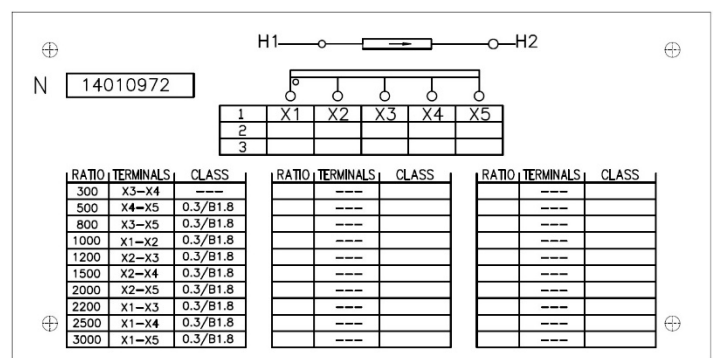 H1 H2
N 14010972
1 X1 X2 X3 X4 X5
2
3
RATIO TERMINALS CLASS RATIO TERMINALS CLASS RATIO TERMINALS CLASS
300 X3-X4 --- --- ---
500 X4-X5 0.3/B1.8 --- ---
800 X3-X5 0.3/B1.8 --- ---
1000 X1-X2 0.3/B1.8 --- ---
1200 X2-X3 0.3/B1.8 --- ---
1500 X2-X4 0.3/B1.8 --- ---
2000 X2-X5 0.3/B1.8 --- ---
2200 X1-X3 0.3/B1.8 --- ---
2500 X1-X4 0.3/B1.8 --- ---
3000 X1-X5 0.3/B1.8 --- ---